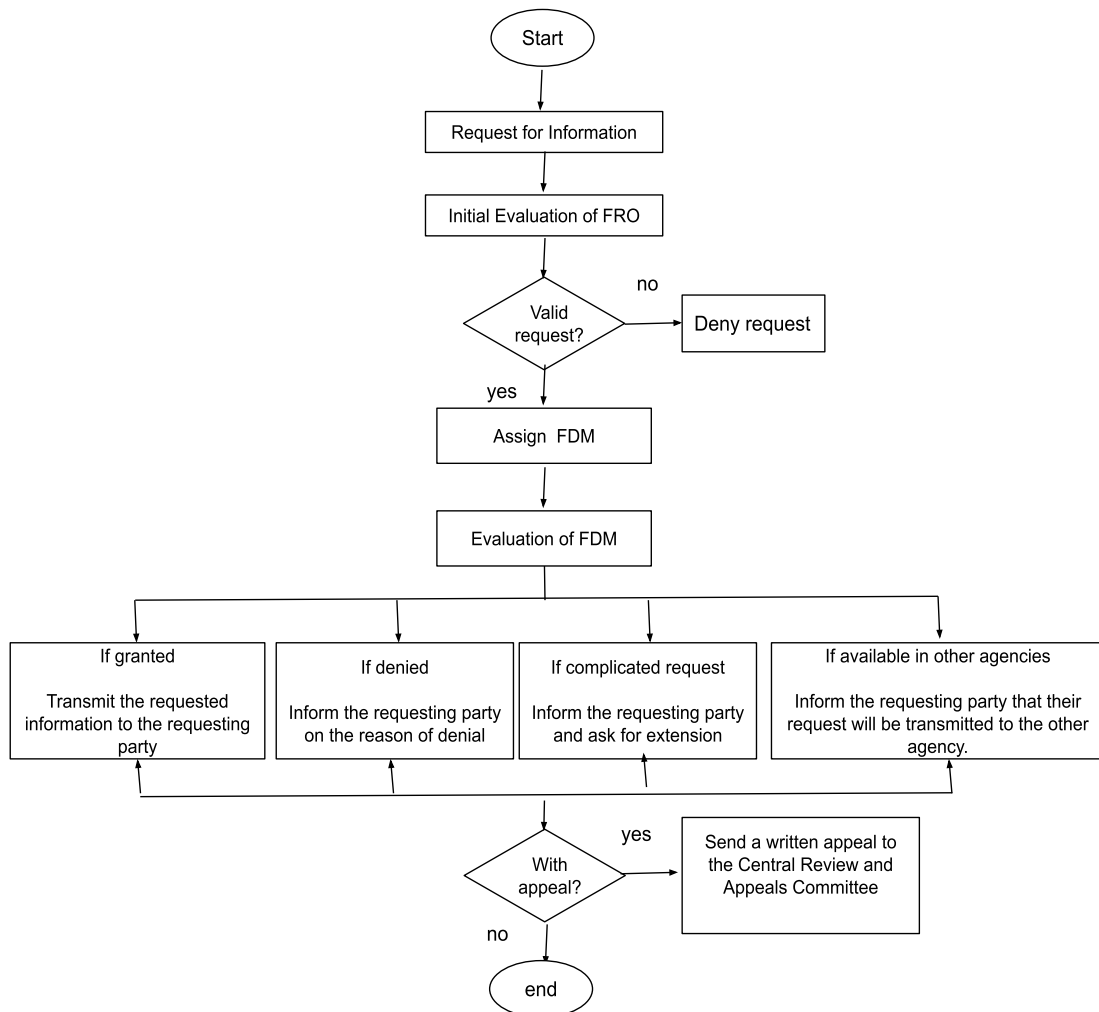 Start
Request for Information
Initial Evaluation of FRO
no
Valid
request?
Deny request
yes
Assign FDM
Evaluation of FDM
If granted
Transmit the requested
information to the requesting
party
If denied
Inform the requesting party
on the reason of denial
If complicated request
Inform the requesting party
and ask for extension
If available in other agencies
Inform the requesting party that their
request will be transmitted to the other
agency.
With
appeal?
yes
Send a written appeal to
the Central Review and
Appeals Committee
no
end